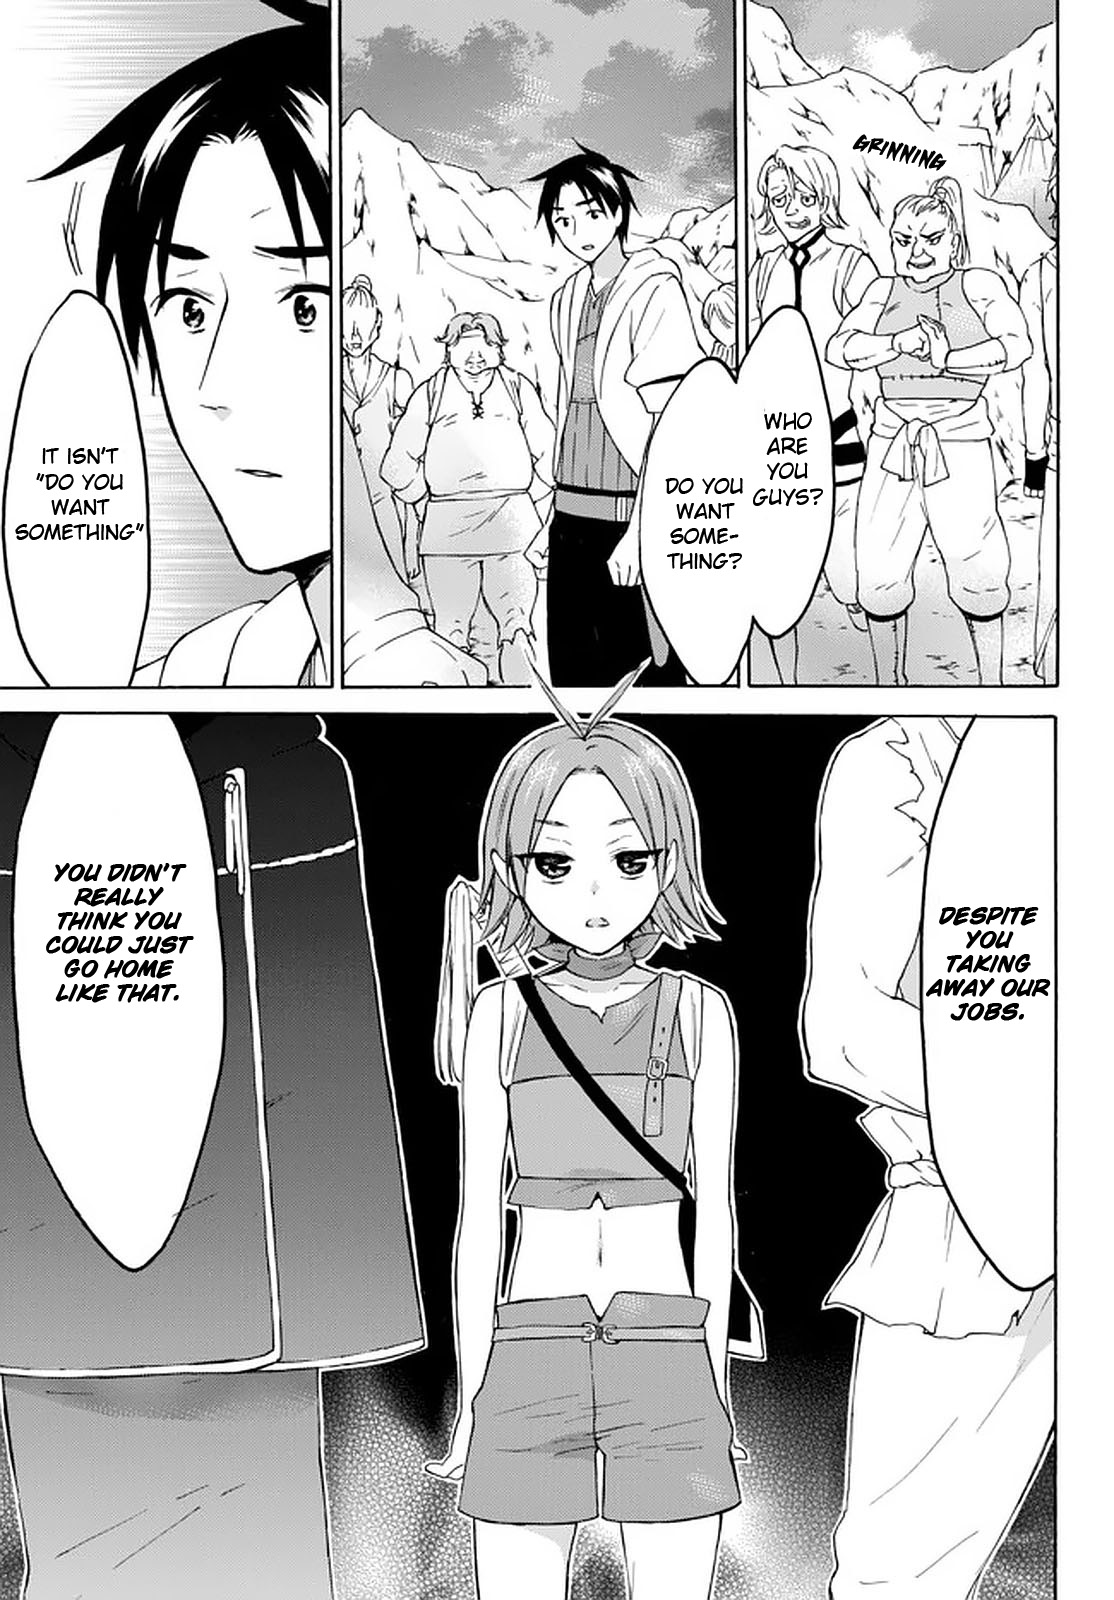 GRINNING
WHO
ARE
YOU
GUYS?
DO YOU
WANT
SOME-
THING?
IT ISN'T
"DO YOU
WANT
SOMETHING"
DESPITE
YOU
TAKING
AWAY OUR
JOBS.
YOU DIDN'T
REALLY
THINK YOU
COULD JUST
GO HOME
LIKE THAT.